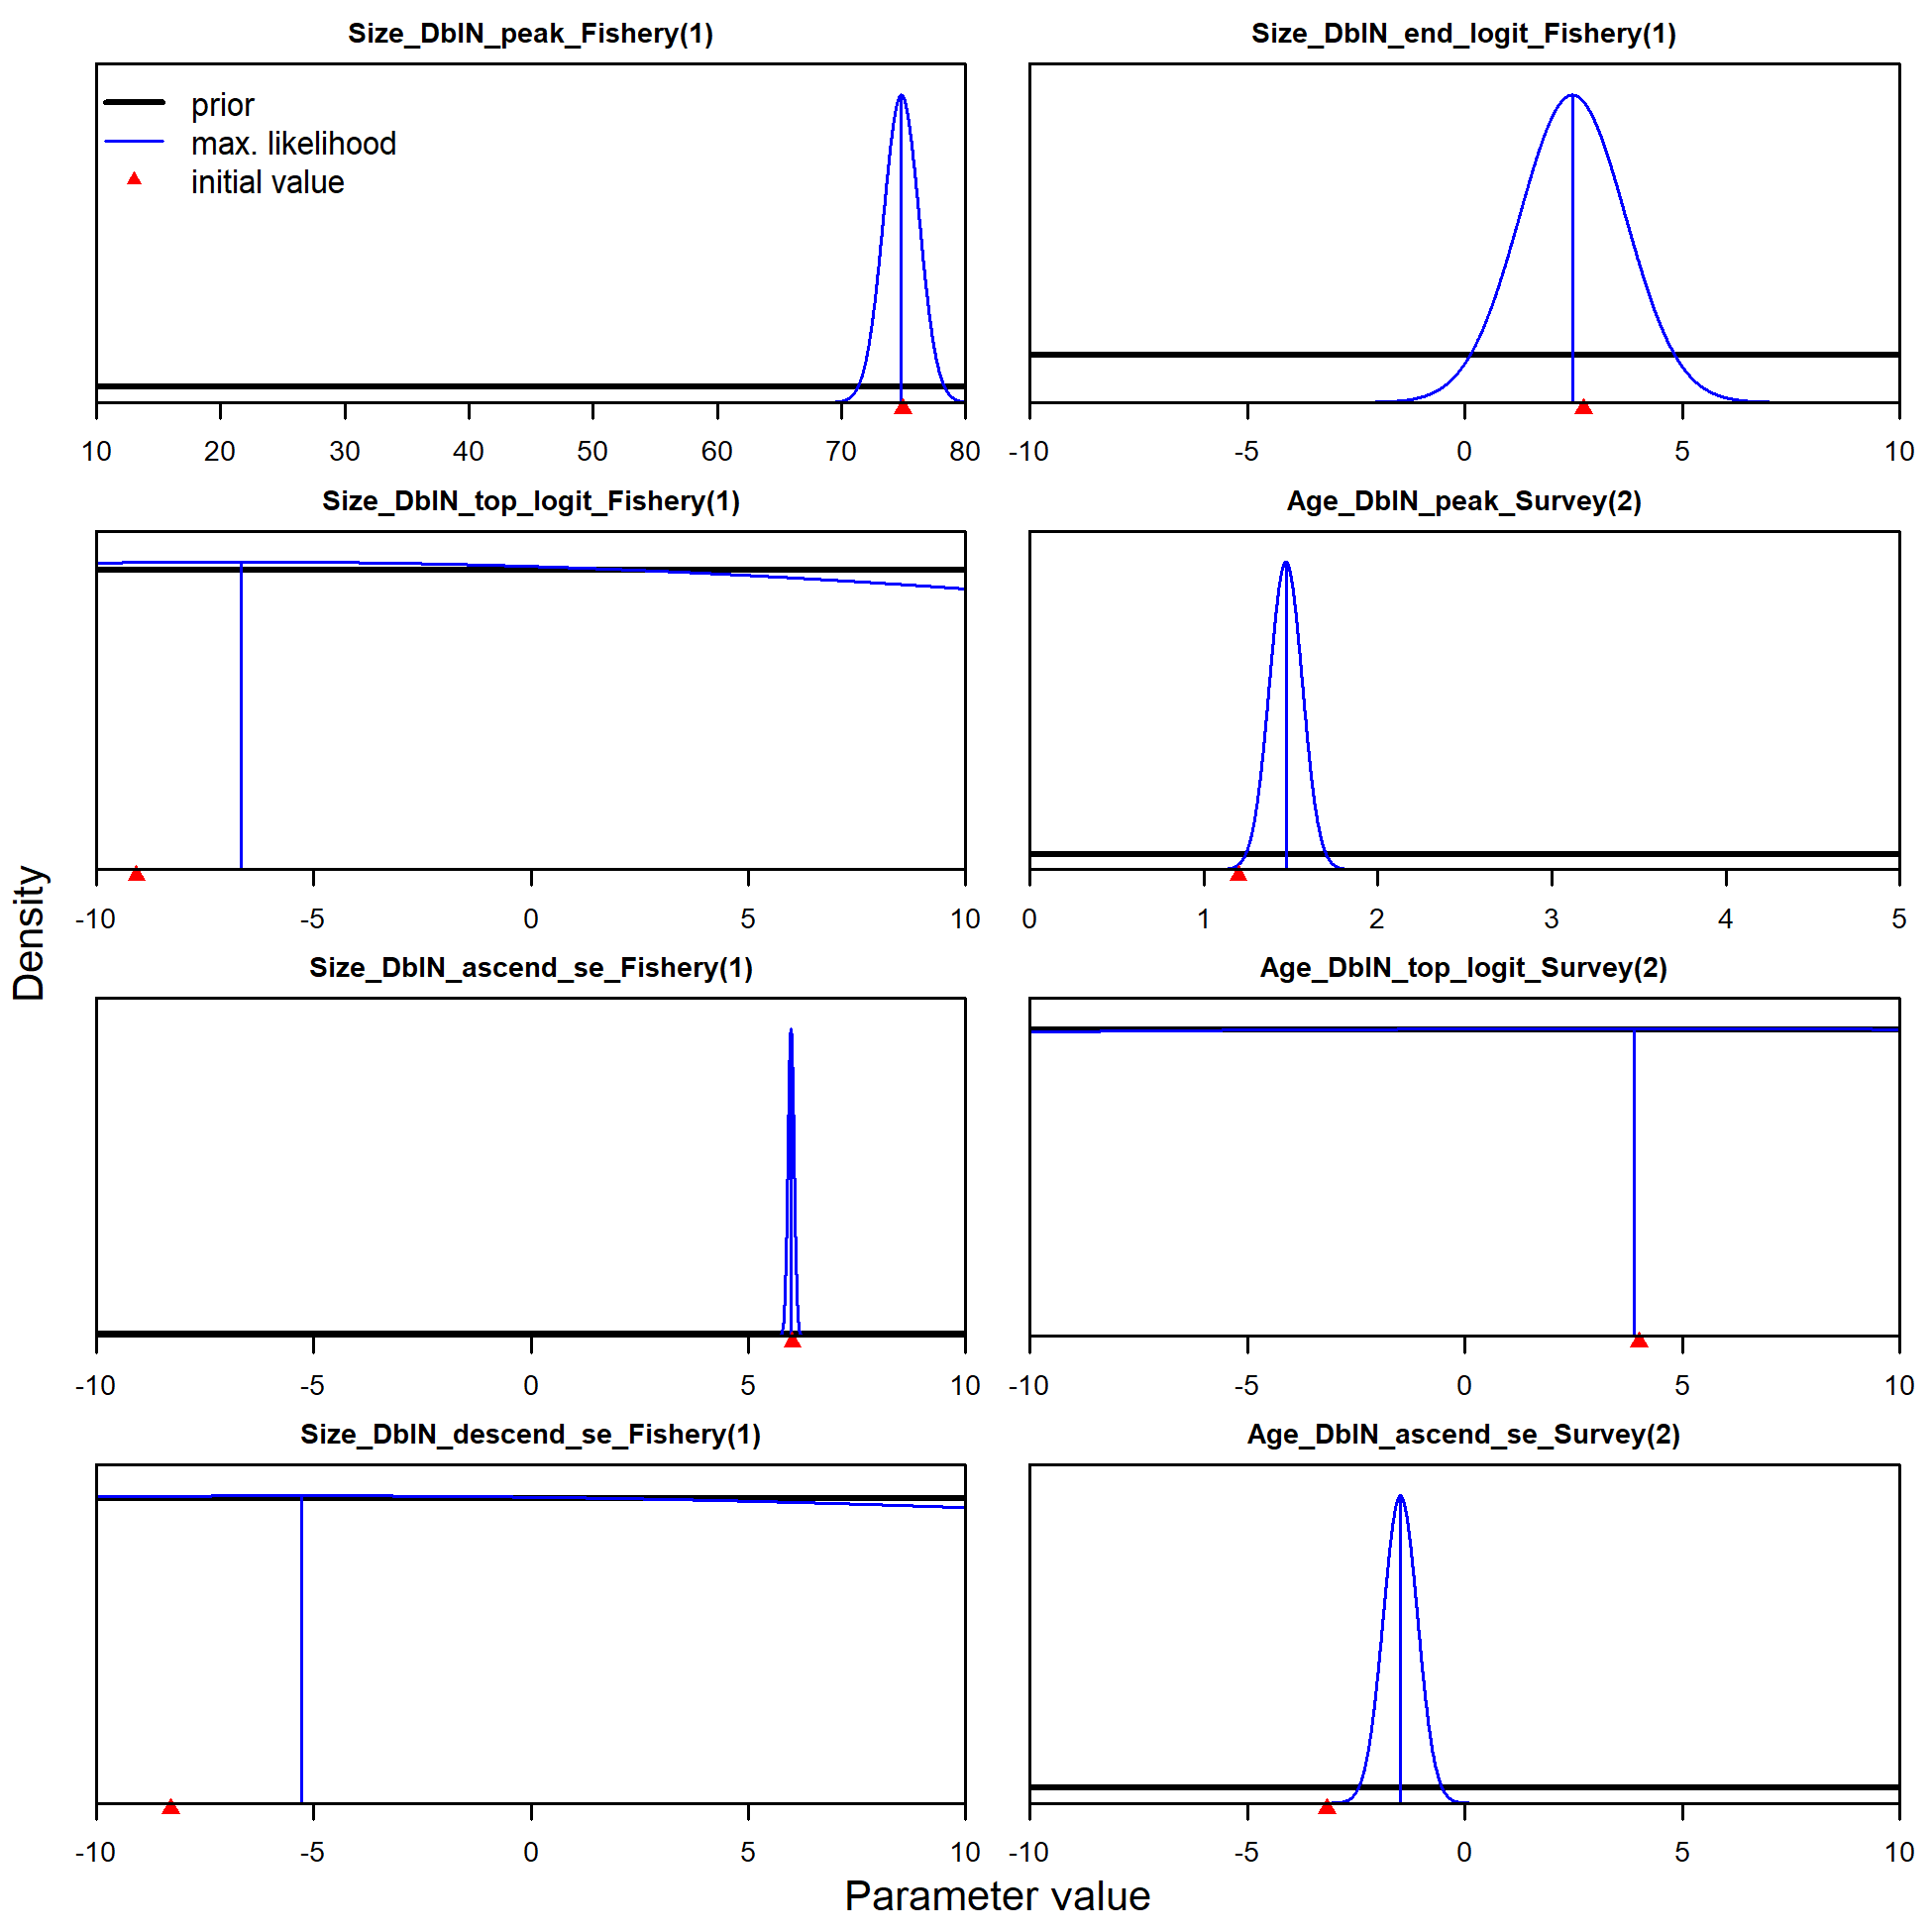 Size_DblN_peak_Fishery(1)
prior
max. likelihood
initial value
10 20 30 40 50 60 70 80
Size_DblN_end_logit_Fishery(1)
-10 -5 0 5 10
Size_DblN_top_logit_Fishery(1)
-10 -5 0 5 10
Age_DblN_peak_Survey(2)
0 1 2 3 4 5
Size_DblN_ascend_se_Fishery(1)
-10 -5 0 5 10
Age_DblN_top_logit_Survey(2)
-10 -5 0 5 10
Size_DblN_descend_se_Fishery(1)
-10 -5 0 5 10
Age_DblN_ascend_se_Survey(2)
-10 -5 0 5 10
Density
Parameter value